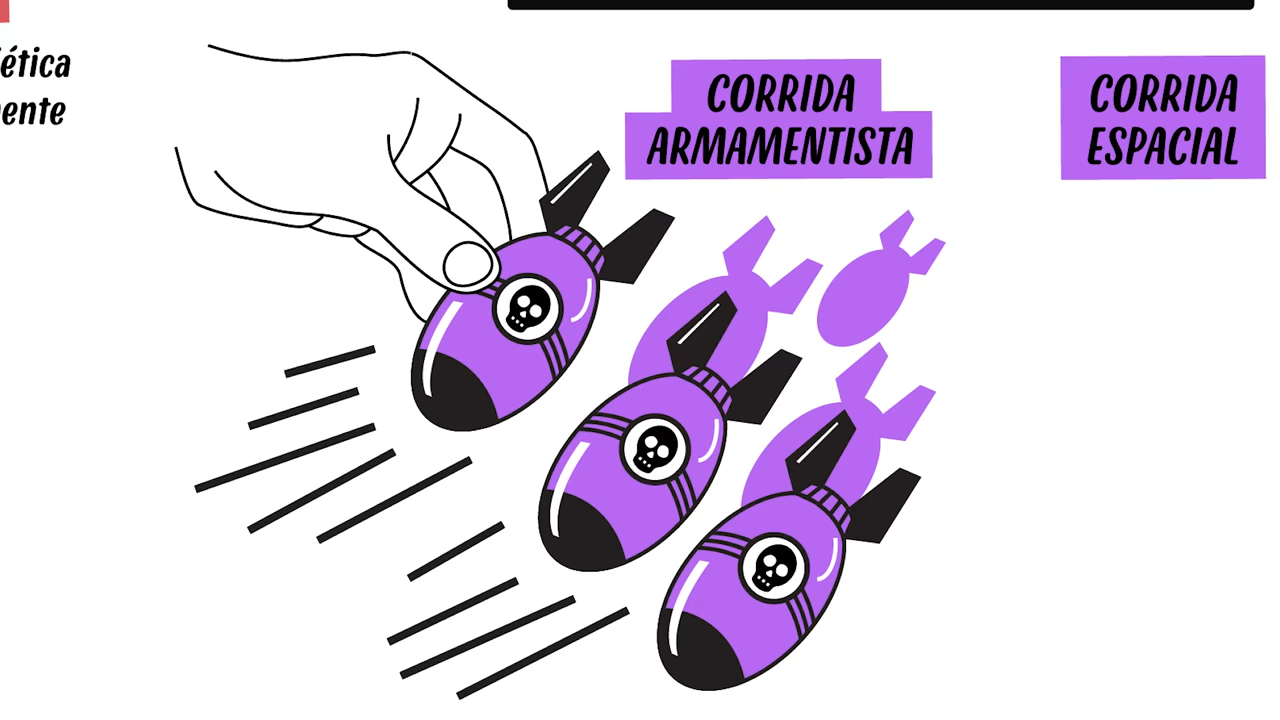 ética
ente
CORRIDA
ARMAMENTISTA
CORRIDA
ESPACIAL